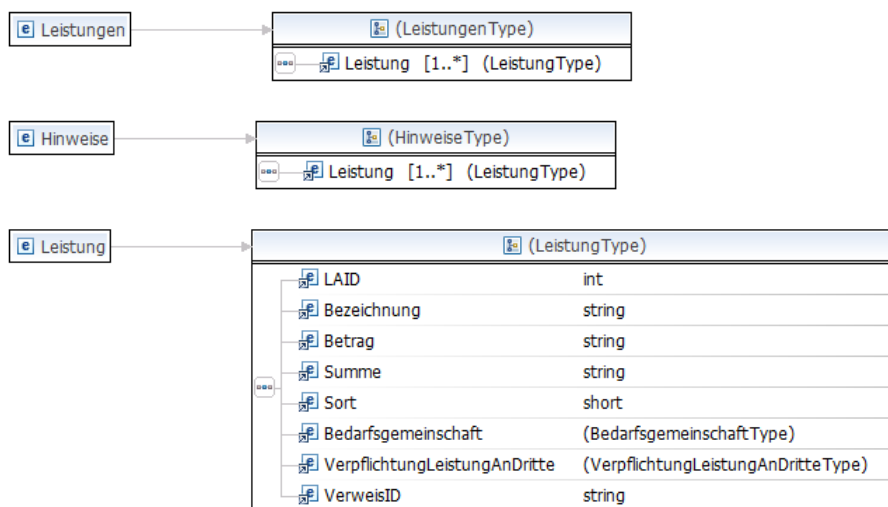 Leistungen (LeistungenType)
Leistung [1..*] (LeistungType)
Hinweise (HinweiseType)
Leistung [1..*] (LeistungType)
Leistung (LeistungType)
LAID int
Bezeichnung string
Betrag string
Summe string
Sort short
Bedarfsgemeinschaft (BedarfsgemeinschaftType)
VerpflichtungLeistungAnDritte (VerpflichtungLeistungAnDritteType)
VerweisID string